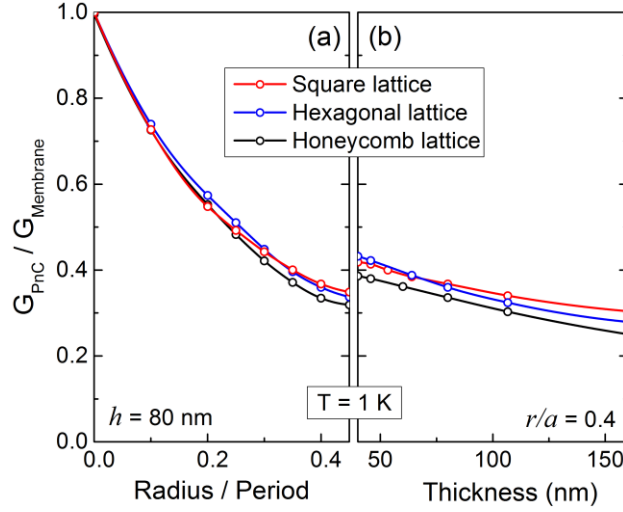 1.0
0.8
0.6
0.4
0.2
0.0
G_PnC / G_Membrane
(a)
(b)
Square lattice
Hexagonal lattice
Honeycomb lattice
h = 80 nm
T = 1 K
r/a = 0.4
0.0 0.2 0.4
50 100 150
Radius / Period
Thickness (nm)